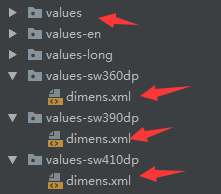 values
values-en
values-long
values-sw360dp
dimens.xml
values-sw390dp
dimens.xml
values-sw410dp
dimens.xml